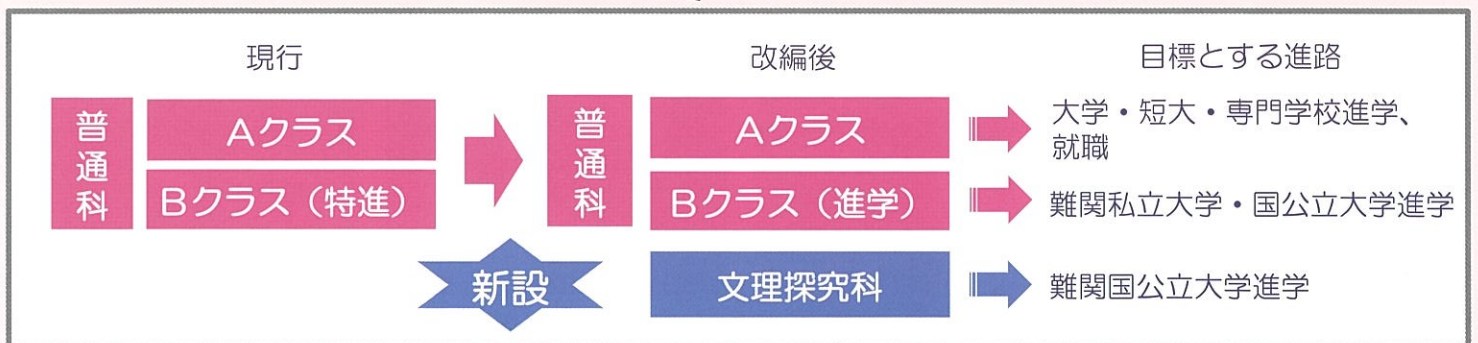 現行
改編後
目標とする進路
普通科
Aクラス
Bクラス（特進）
普通科
Aクラス
Bクラス（進学）
大学・短大・専門学校進学、
就職
難関私立大学・国公立大学進学
新設
文理探究科
難関国公立大学進学